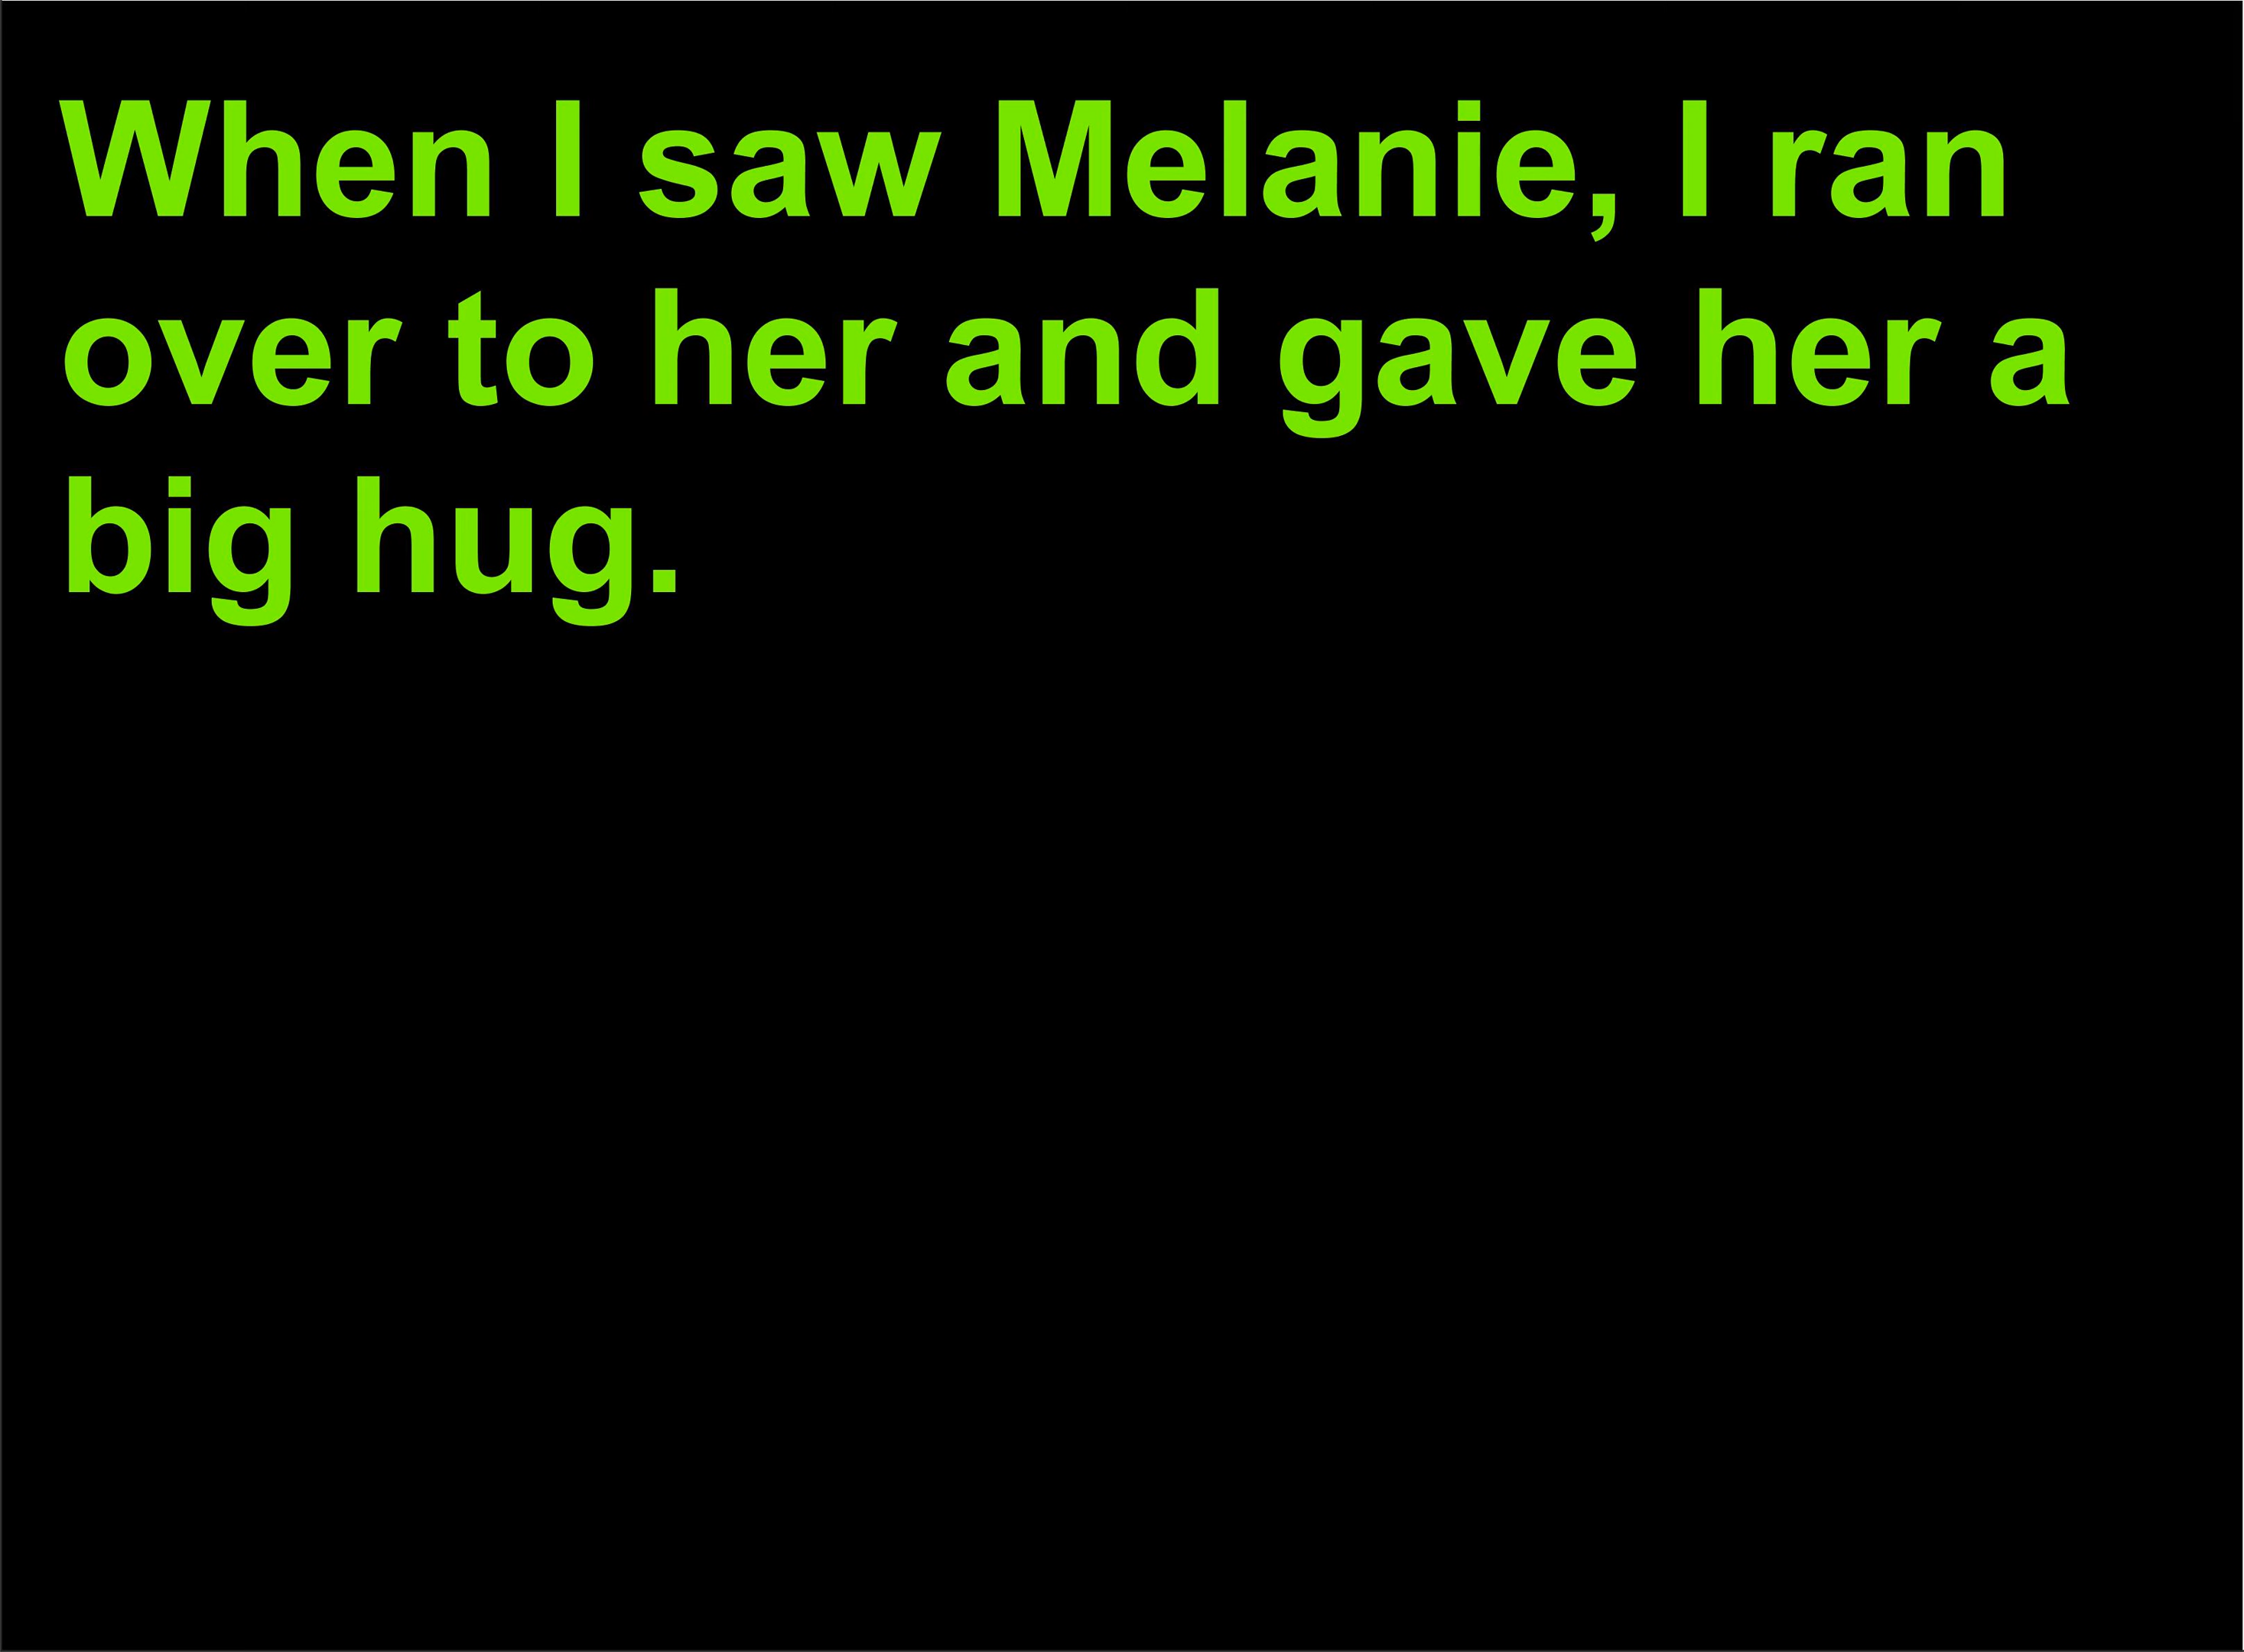 When I saw Melanie, I ran
over to her and gave her a
big hug.